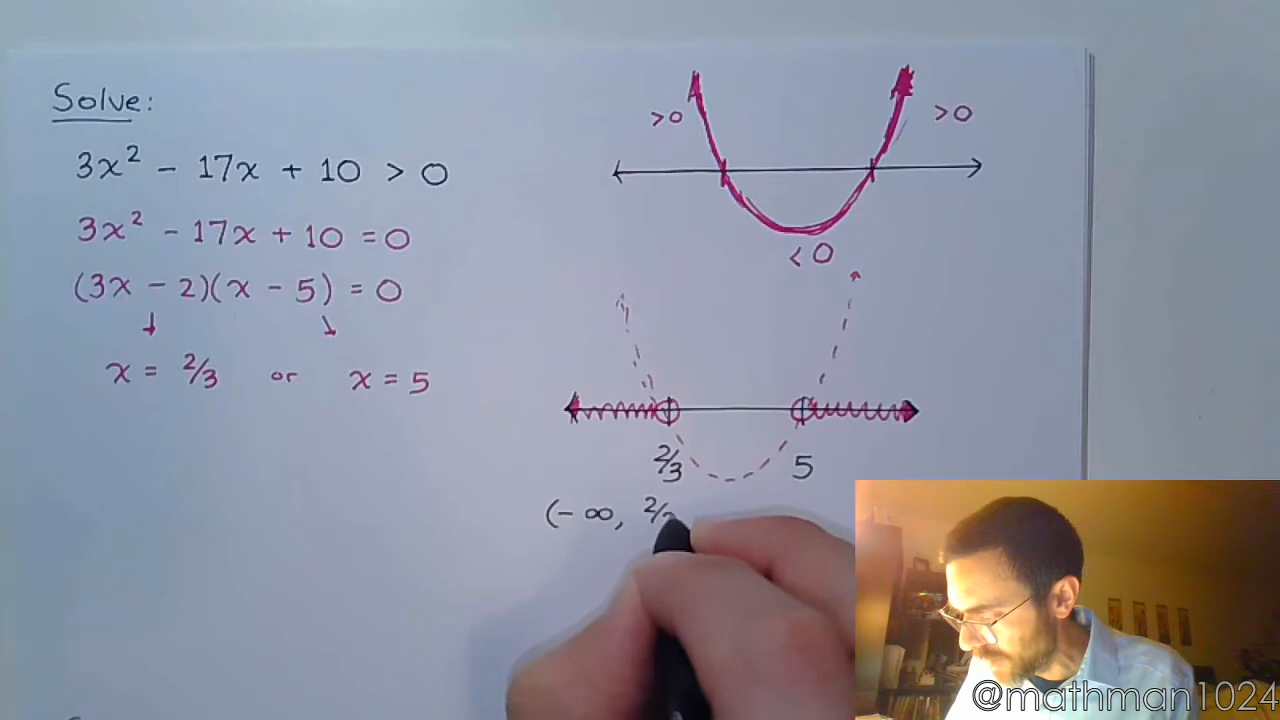 Solve:
3x² - 17x + 10 > 0
3x² - 17x + 10 = 0
(3x - 2)(x - 5) = 0
x = 2/3 or x = 5
>0 >0
<0
2/3 5
(-∞, 2/
@mathman1024